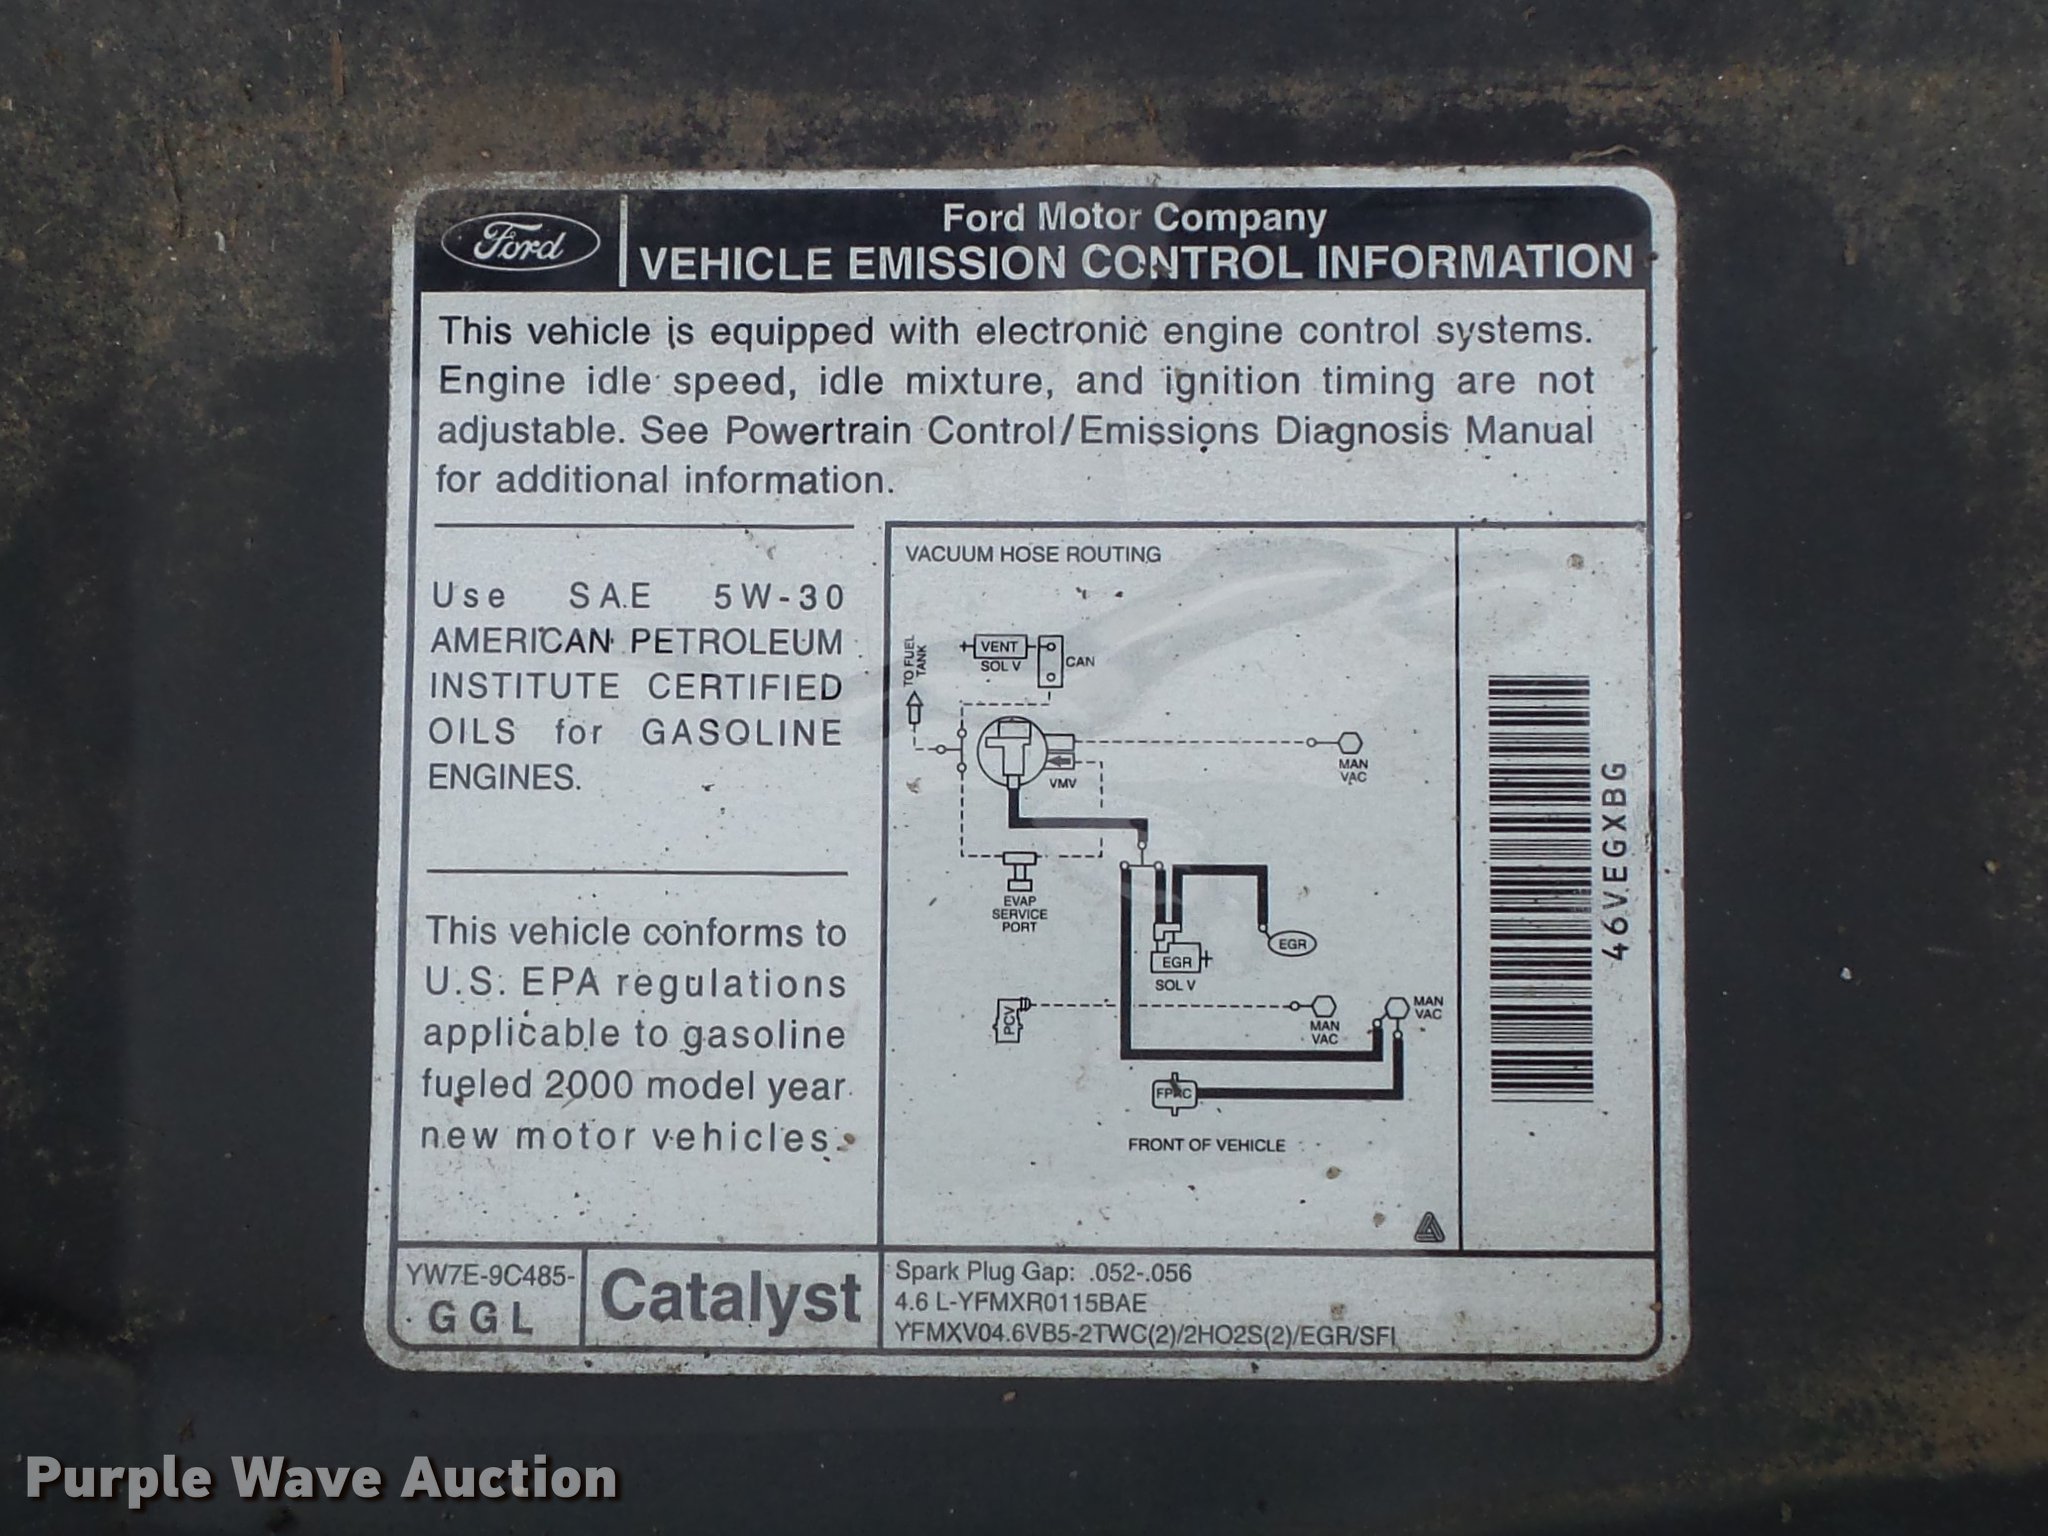 Ford
Ford Motor Company
VEHICLE EMISSION CONTROL INFORMATION
This vehicle is equipped with electronic engine control systems.
Engine idle speed, idle mixture, and ignition timing are not
adjustable. See Powertrain Control/Emissions Diagnosis Manual
for additional information.
Use SAE 5W-30
AMERICAN PETROLEUM
INSTITUTE CERTIFIED
OILS for GASOLINE
ENGINES.
This vehicle conforms to
U.S. EPA regulations
applicable to gasoline
fueled 2000 model year
new motor vehicles.
VACUUM HOSE ROUTING
TO FUEL
TANK
VENT
SOL V
CAN
VMV
MAN
VAC
EVAP
SERVICE
PORT
EGR
EGR
SOL V
PCV
MAN
VAC
MAN
VAC
FPRC
FRONT OF VEHICLE
46VEGXBG
YW7E-9C485-
GGL
Catalyst
Spark Plug Gap: .052-.056
4.6 L-YFMXR0115BAE
YFMXV04.6VB5-2TWC(2)/2HO2S(2)/EGR/SFI
Purple Wave Auction